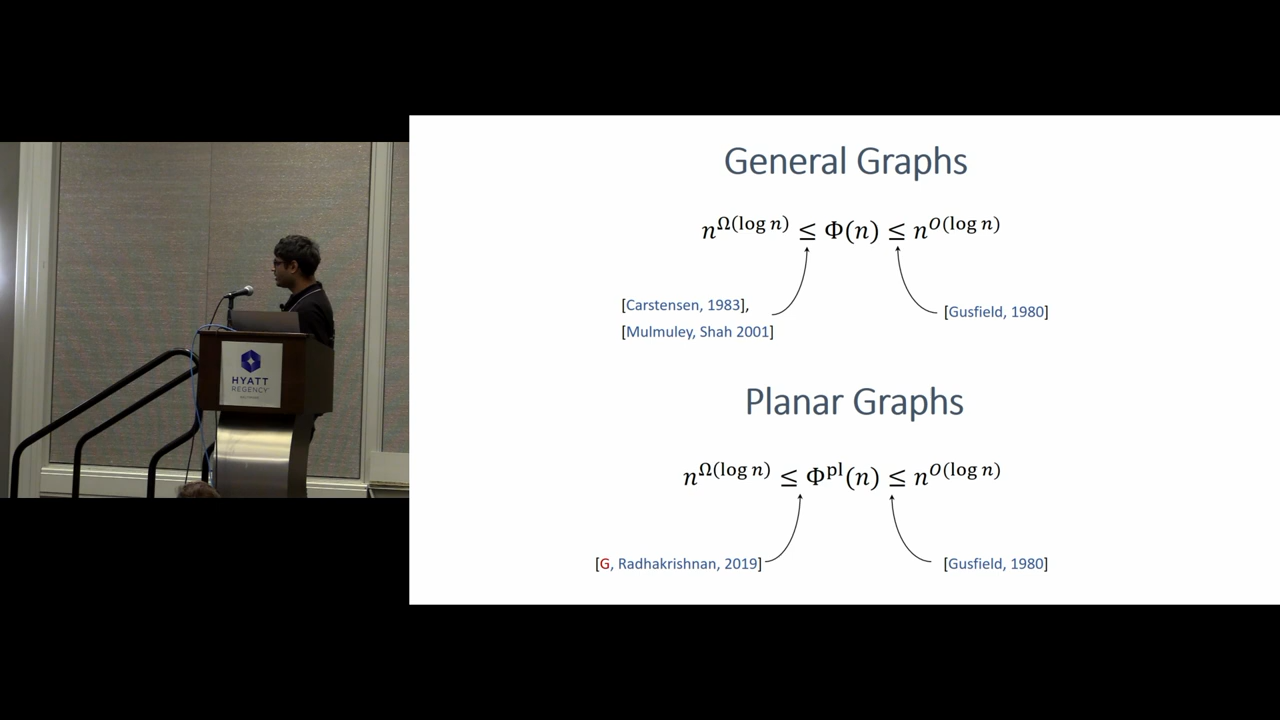 General Graphs
n^{Ω(log n)} ≤ Φ(n) ≤ n^{O(log n)}
[Carstensen, 1983],
[Mulmuley, Shah 2001]
[Gusfield, 1980]
Planar Graphs
n^{Ω(log n)} ≤ Φ^{pl}(n) ≤ n^{O(log n)}
[G, Radhakrishnan, 2019]
[Gusfield, 1980]
HYATT
REGENCY